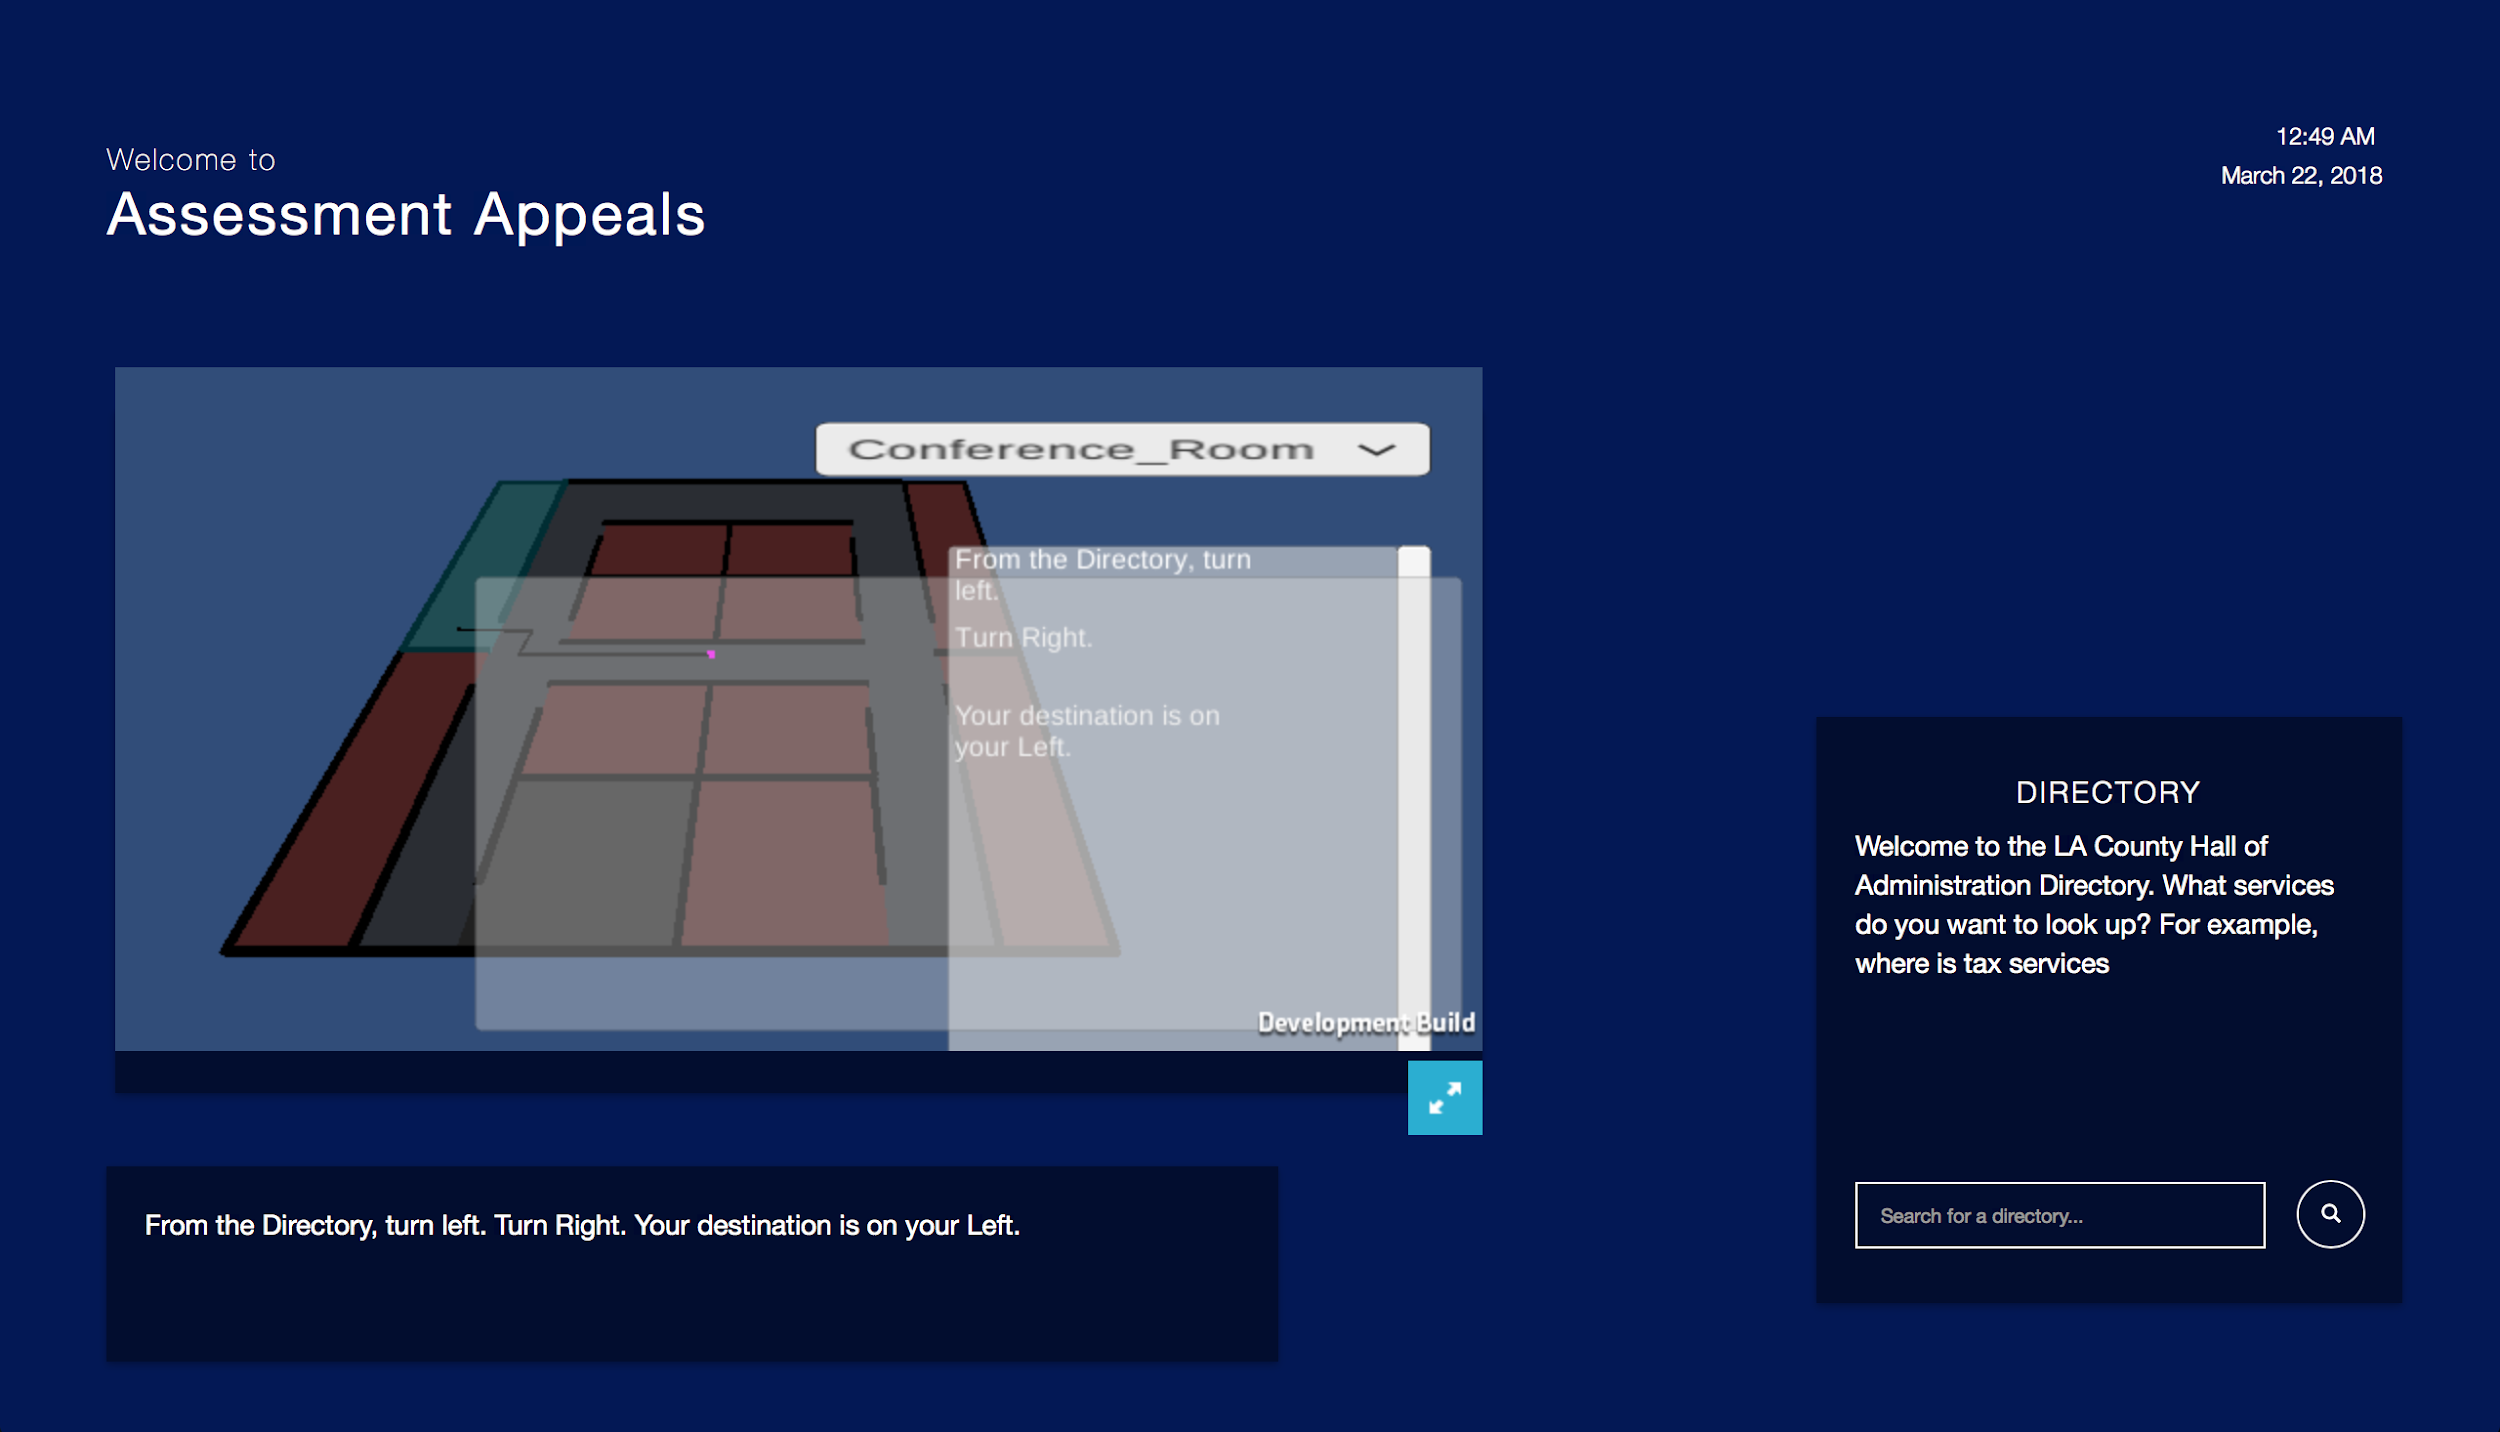 Welcome to
Assessment Appeals
12:49 AM
March 22, 2018
Conference_Room
From the Directory, turn
left.
Turn Right.
Your destination is on
your Left.
Development Build
From the Directory, turn left. Turn Right. Your destination is on your Left.
DIRECTORY
Welcome to the LA County Hall of
Administration Directory. What services
do you want to look up? For example,
where is tax services
Search for a directory...